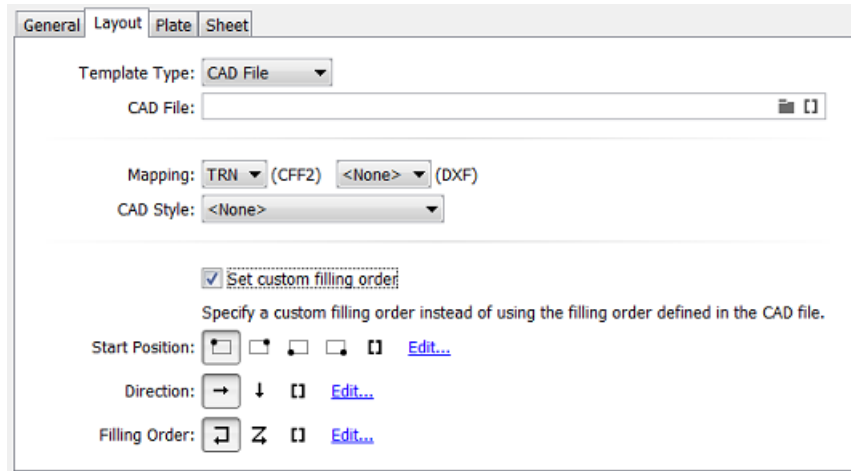 General Layout Plate Sheet
Template Type: CAD File
CAD File:
Mapping: TRN (CFF2) <None> (DXF)
CAD Style: <None>
Set custom filling order
Specify a custom filling order instead of using the filling order defined in the CAD file.
Start Position: Edit...
Direction: Edit...
Filling Order: Edit...